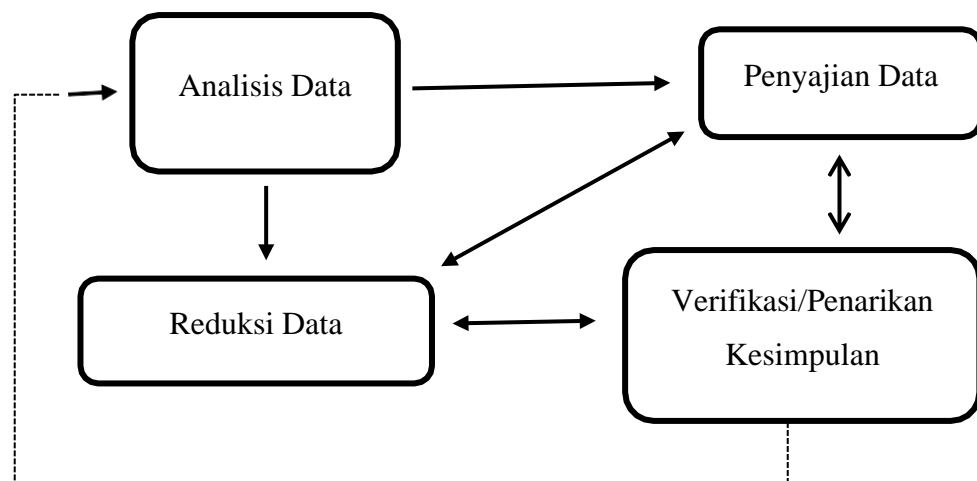 Analisis Data
Penyajian Data
Reduksi Data
Verifikasi/Penarikan
Kesimpulan